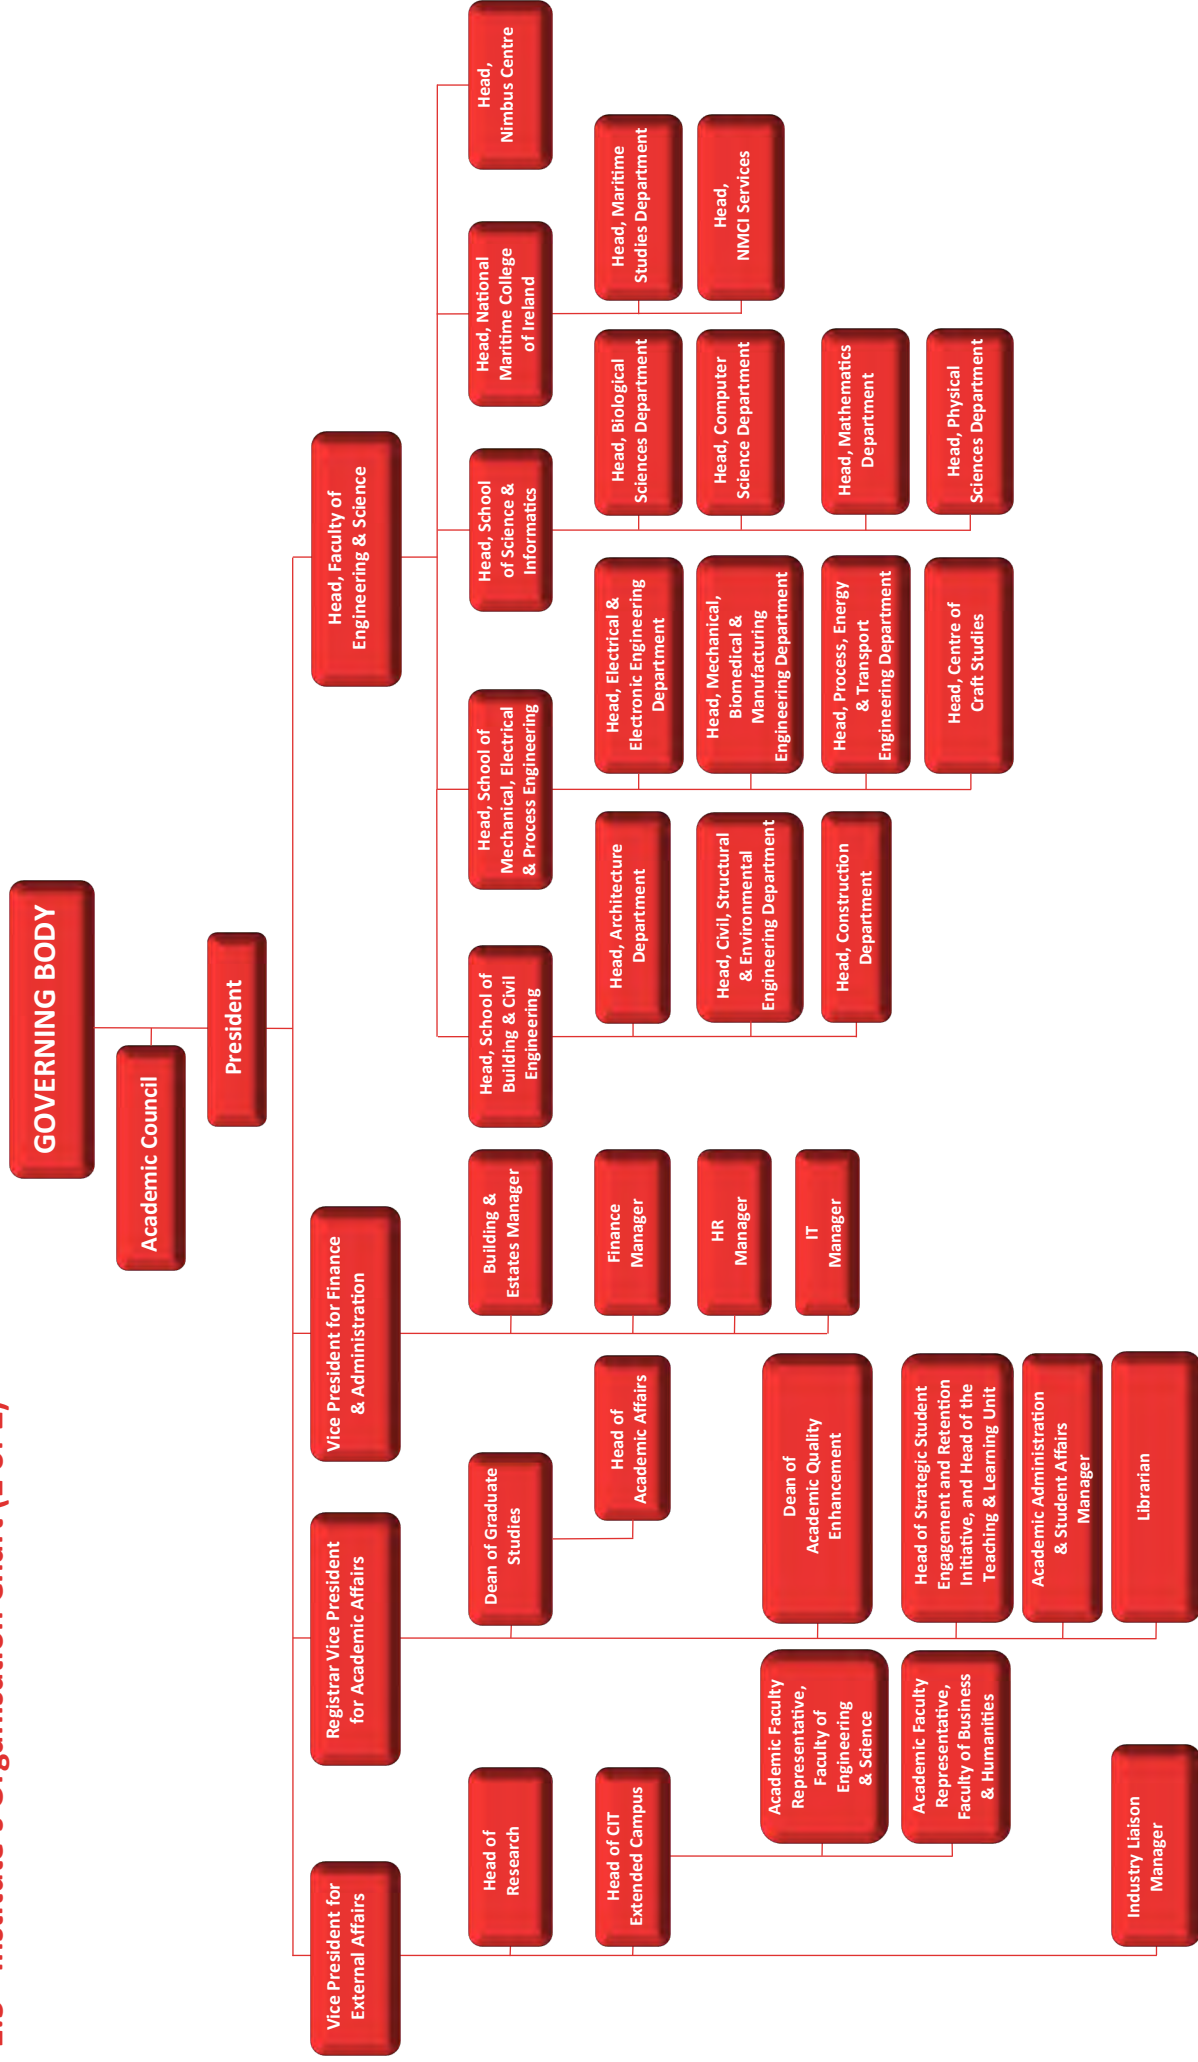 GOVERNING BODY
Academic Council
President
Vice President for
External Affairs
Registrar Vice President
for Academic Affairs
Vice President for Finance
& Administration
Head, Faculty of
Engineering & Science
Head of
Research
Head of CIT
Extended Campus
Academic Faculty
Representative,
Faculty of
Engineering
& Science
Academic Faculty
Representative,
Faculty of Business
& Humanities
Industry Liaison
Manager
Dean of Graduate
Studies
Head of
Academic Affairs
Dean of
Academic Quality
Enhancement
Head of Strategic Student
Engagement and Retention
Initiative, and Head of the
Teaching & Learning Unit
Academic Administration
& Student Affairs
Manager
Librarian
Building &
Estates Manager
Finance
Manager
HR
Manager
IT
Manager
Head, School of
Building & Civil
Engineering
Head, Architecture
Department
Head, Civil, Structural
& Environmental
Engineering Department
Head, Construction
Department
Head, School of
Mechanical, Electrical
& Process Engineering
Head, Electrical &
Electronic Engineering
Department
Head, Mechanical,
Biomedical &
Manufacturing
Engineering Department
Head, Process, Energy
& Transport
Engineering Department
Head, Centre of
Craft Studies
Head, School
of Science &
Informatics
Head, Biological
Sciences Department
Head, Computer
Science Department
Head, Mathematics
Department
Head, Physical
Sciences Department
Head, National
Maritime College
of Ireland
Head, Maritime
Studies Department
Head,
NMCI Services
Head,
Nimbus Centre